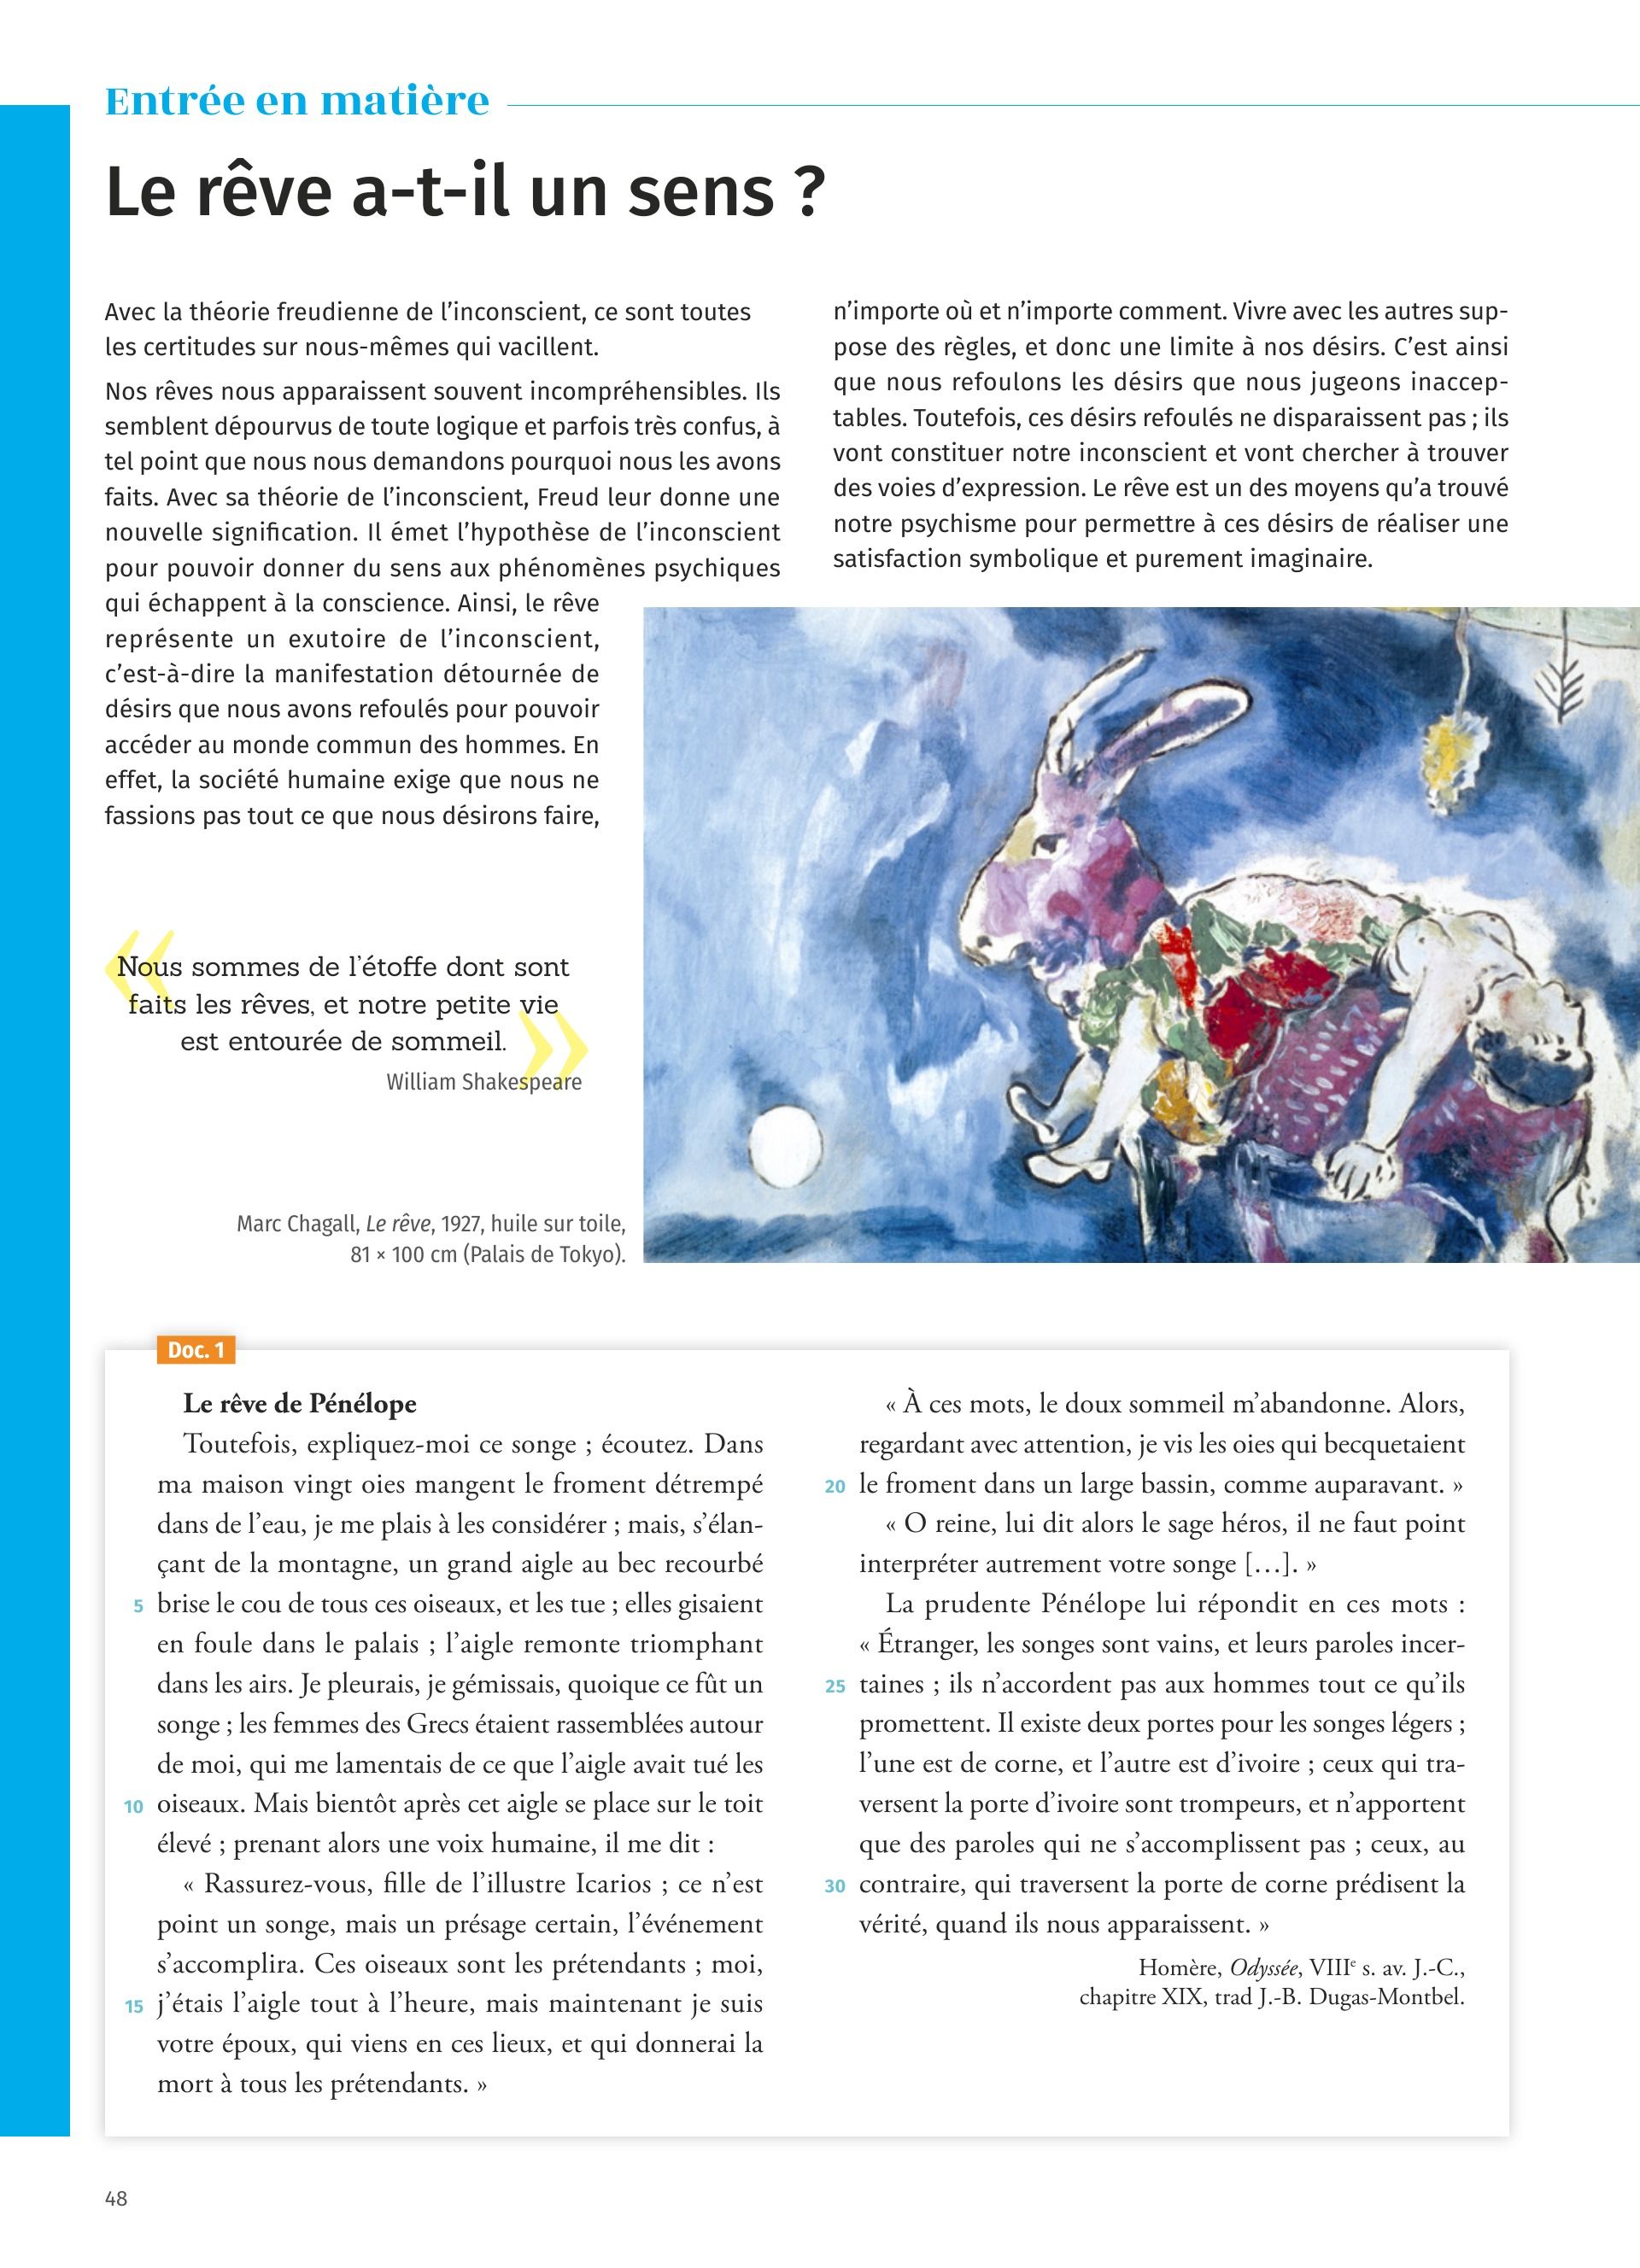 Entrée en matière
Le rêve a-t-il un sens ?
Avec la théorie freudienne de l’inconscient, ce sont toutes
les certitudes sur nous-mêmes qui vacillent.
Nos rêves nous apparaissent souvent incompréhensibles. Ils
semblent dépourvus de toute logique et parfois très confus, à
tel point que nous nous demandons pourquoi nous les avons
faits. Avec sa théorie de l’inconscient, Freud leur donne une
nouvelle signification. Il émet l’hypothèse de l’inconscient
pour pouvoir donner du sens aux phénomènes psychiques
qui échappent à la conscience. Ainsi, le rêve
représente un exutoire de l’inconscient,
c’est-à-dire la manifestation détournée de
désirs que nous avons refoulés pour pouvoir
accéder au monde commun des hommes. En
effet, la société humaine exige que nous ne
fassions pas tout ce que nous désirons faire,
n’importe où et n’importe comment. Vivre avec les autres sup-
pose des règles, et donc une limite à nos désirs. C’est ainsi
que nous refoulons les désirs que nous jugeons inaccep-
tables. Toutefois, ces désirs refoulés ne disparaissent pas ; ils
vont constituer notre inconscient et vont chercher à trouver
des voies d’expression. Le rêve est un des moyens qu’a trouvé
notre psychisme pour permettre à ces désirs de réaliser une
satisfaction symbolique et purement imaginaire.
« Nous sommes de l’étoffe dont sont
faits les rêves, et notre petite vie
est entourée de sommeil. »
William Shakespeare
Marc Chagall, Le rêve, 1927, huile sur toile,
81 × 100 cm (Palais de Tokyo).
Doc. 1
Le rêve de Pénélope
Toutefois, expliquez-moi ce songe ; écoutez. Dans
ma maison vingt oies mangent le froment détrempé
dans de l’eau, je me plais à les considérer ; mais, s’élan-
çant de la montagne, un grand aigle au bec recourbé
5 brise le cou de tous ces oiseaux, et les tue ; elles gisaient
en foule dans le palais ; l’aigle remonte triomphant
dans les airs. Je pleurais, je gémissais, quoique ce fût un
songe ; les femmes des Grecs étaient rassemblées autour
de moi, qui me lamentais de ce que l’aigle avait tué les
10 oiseaux. Mais bientôt après cet aigle se place sur le toit
élevé ; prenant alors une voix humaine, il me dit :
« Rassurez-vous, fille de l’illustre Icarios ; ce n’est
point un songe, mais un présage certain, l’événement
s’accomplira. Ces oiseaux sont les prétendants ; moi,
15 j’étais l’aigle tout à l’heure, mais maintenant je suis
votre époux, qui viens en ces lieux, et qui donnerai la
mort à tous les prétendants. »
« À ces mots, le doux sommeil m’abandonne. Alors,
regardant avec attention, je vis les oies qui becquetaient
20 le froment dans un large bassin, comme auparavant. »
« O reine, lui dit alors le sage héros, il ne faut point
interpréter autrement votre songe […]. »
La prudente Pénélope lui répondit en ces mots :
« Étranger, les songes sont vains, et leurs paroles incer-
25 taines ; ils n’accordent pas aux hommes tout ce qu’ils
promettent. Il existe deux portes pour les songes légers ;
l’une est de corne, et l’autre est d’ivoire ; ceux qui tra-
versent la porte d’ivoire sont trompeurs, et n’apportent
que des paroles qui ne s’accomplissent pas ; ceux, au
30 contraire, qui traversent la porte de corne prédisent la
vérité, quand ils nous apparaissent. »
Homère, Odyssée, VIIIe s. av. J.-C.,
chapitre XIX, trad J.-B. Dugas-Montbel.
48